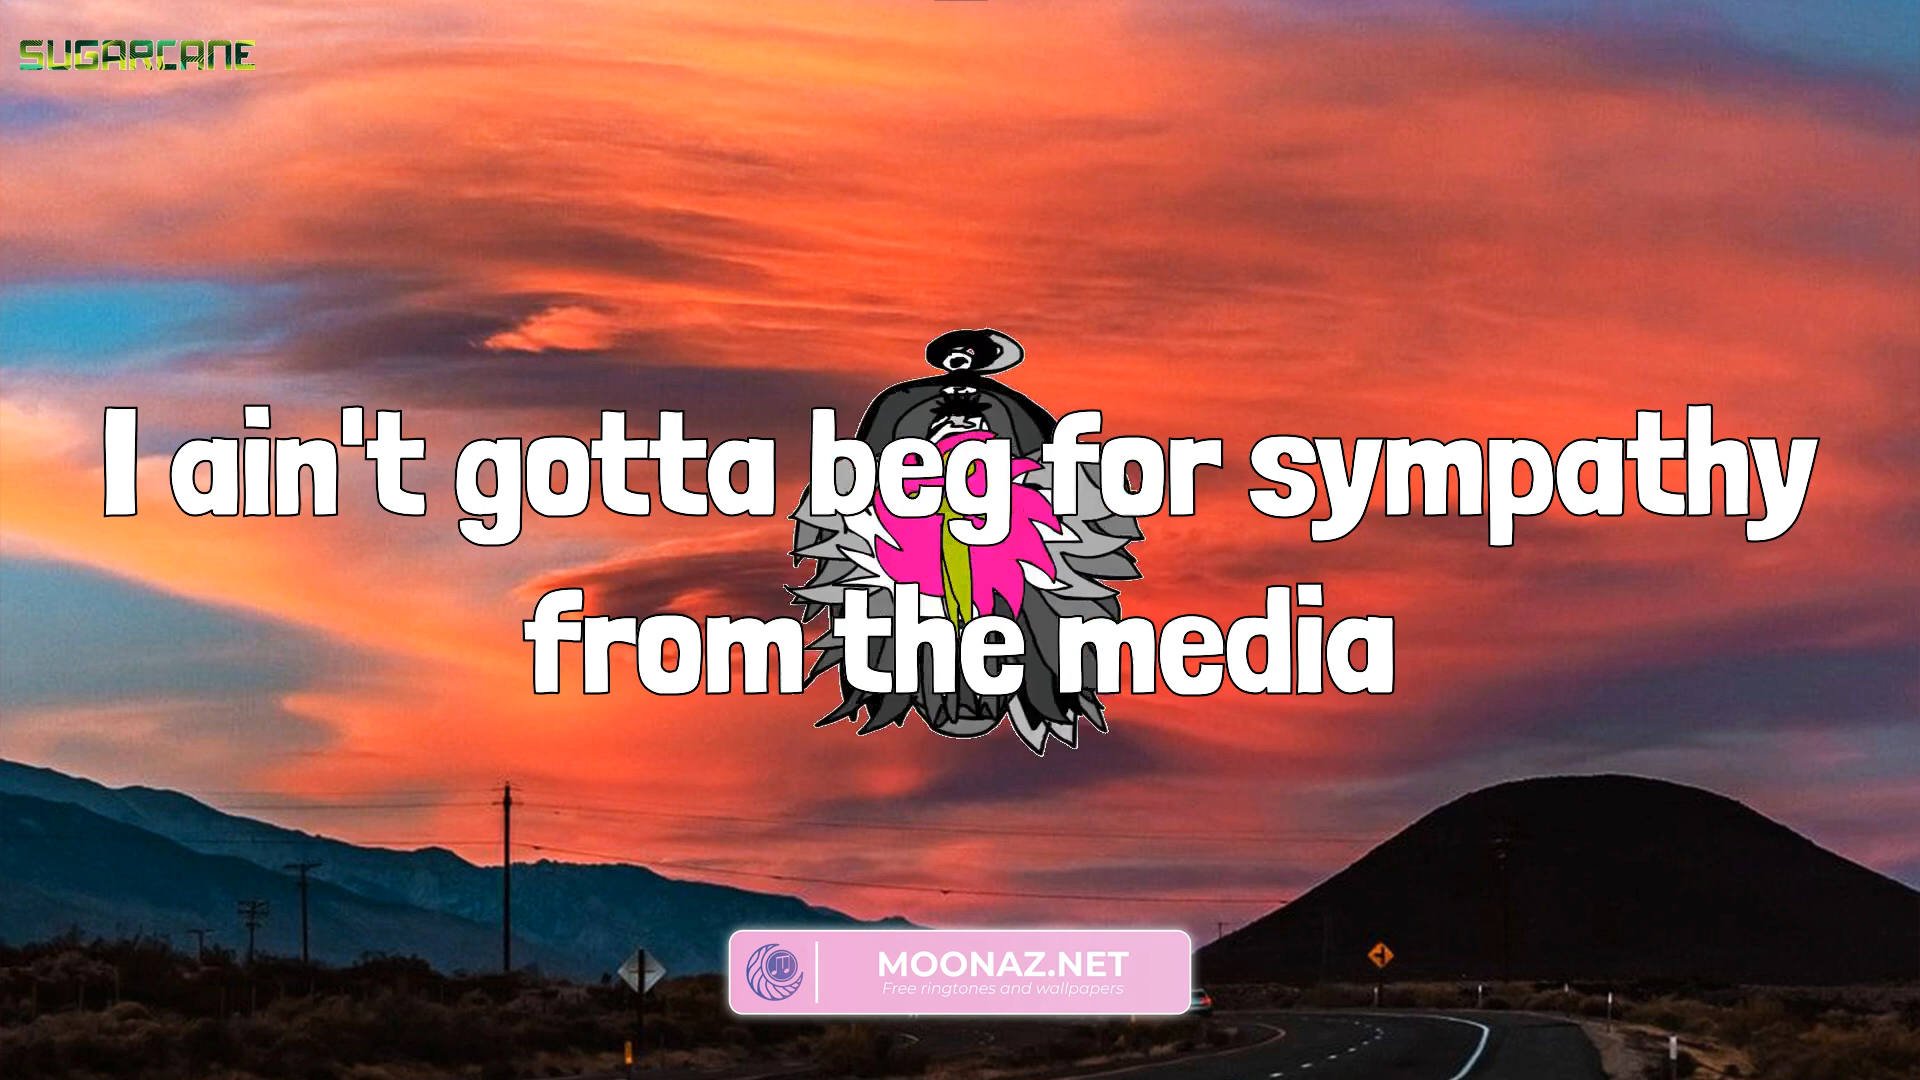 SUGARCANE
I ain't gotta beg for sympathy
from the media
MOONAZ.NET
Free ringtones and wallpapers